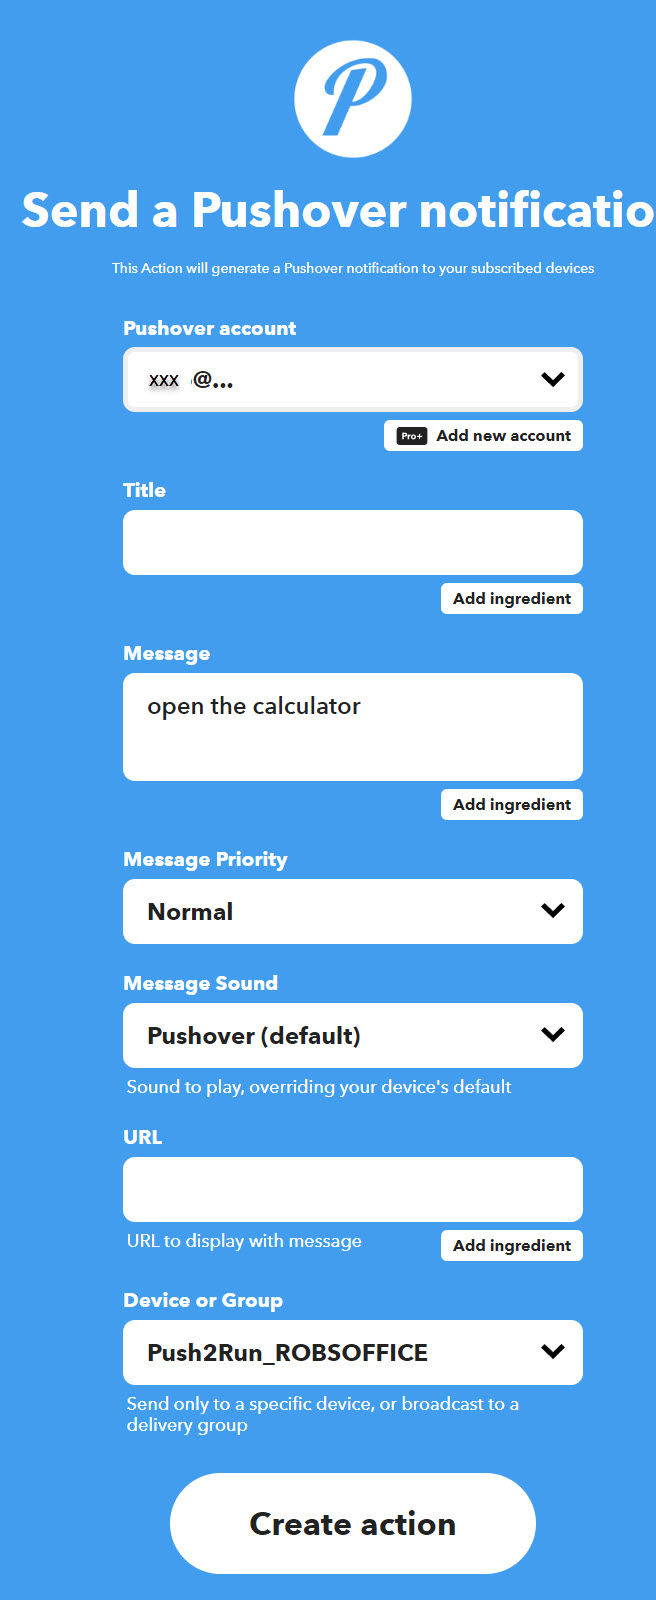 P
Send a Pushover notificatio
This Action will generate a Pushover notification to your subscribed devices
Pushover account
xxx @...
Pro+ Add new account
Title
Add ingredient
Message
open the calculator
Add ingredient
Message Priority
Normal
Message Sound
Pushover (default)
Sound to play, overriding your device's default
URL
URL to display with message
Add ingredient
Device or Group
Push2Run_ROBSOFFICE
Send only to a specific device, or broadcast to a
delivery group
Create action